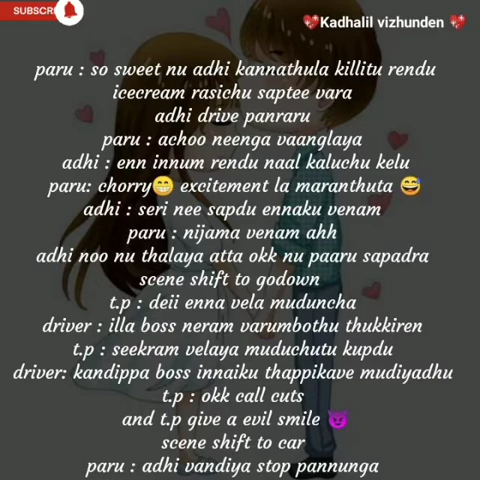 SUBSCRI
💖Kadhalil vizhunden 💖
paru : so sweet nu adhi kannathula killitu rendu
icecream rasichu saptee vara
adhi drive panraru
paru : achoo neenga vaanglaya
adhi : enn innum rendu naal kaluchu kelu
paru: chorry😁 excitement la maranthuta 😅
adhi : seri nee sapdu ennaku venam
paru : nijama venam ahh
adhi noo nu thalaya atta okk nu paaru sapadra
scene shift to godown
t.p : deii enna vela muduncha
driver : illa boss neram varumbothu thukkiren
t.p : seekram velaya muduchutu kupdu
driver: kandippa boss innaiku thappikave mudiyadhu
t.p : okk call cuts
and t.p give a evil smile 😈
scene shift to car
paru : adhi vandiya stop pannunga